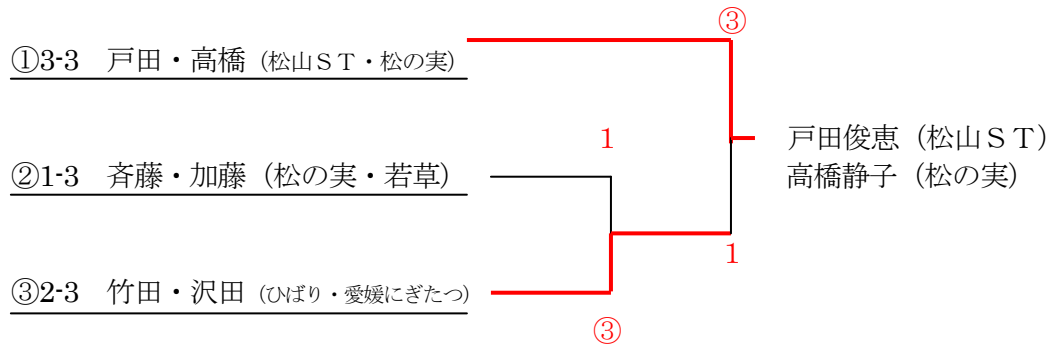 ③
①3-3 戸田・高橋（松山ＳＴ・松の実）
1
戸田俊恵（松山ＳＴ）
②1-3 斉藤・加藤（松の実・若草）
高橋静子（松の実）
1
③2-3 竹田・沢田（ひばり・愛媛にぎたつ）
③